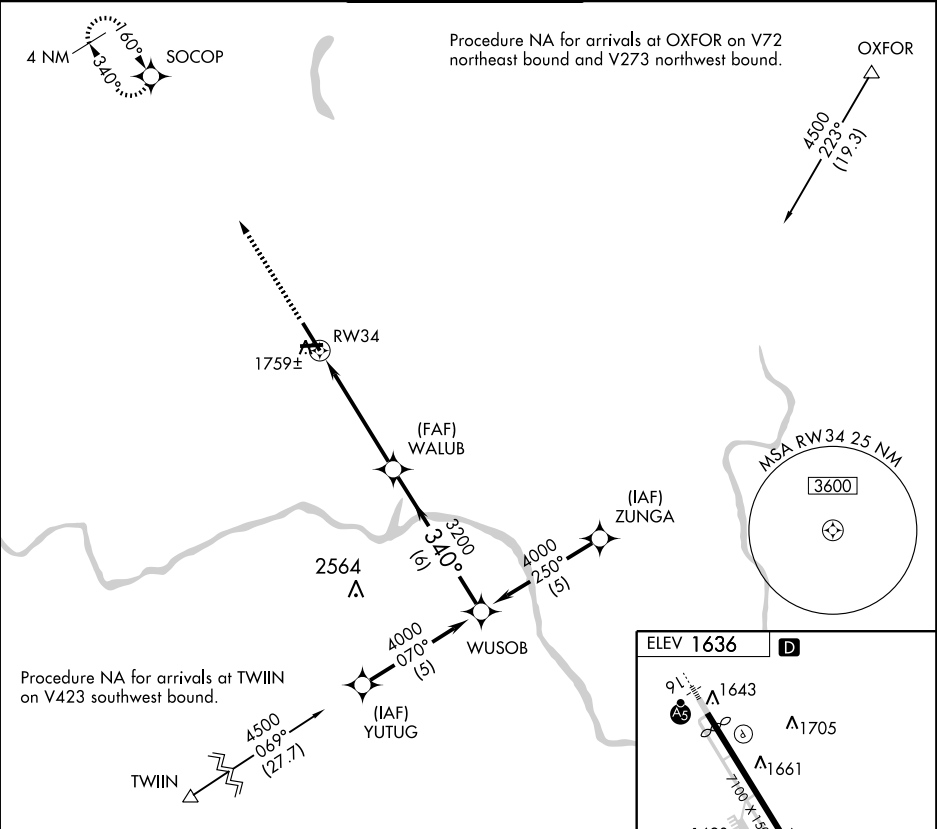 160°
4 NM
340°
SOCOP
Procedure NA for arrivals at OXFOR on V72
northeast bound and V273 northwest bound.
OXFOR
4500
223°
(19.3)
RW34
1759±
(FAF)
WALUB
MSA RW34 25 NM
3600
(IAF)
ZUNGA
3200
340°
(6)
4000
250°
(5)
2564
WUSOB
4000
070°
(5)
Procedure NA for arrivals at TWIIN
on V423 southwest bound.
(IAF)
YUTUG
4500
069°
(27.7)
TWIIN
ELEV 1636
D
16
1643
A5
P
1705
1661